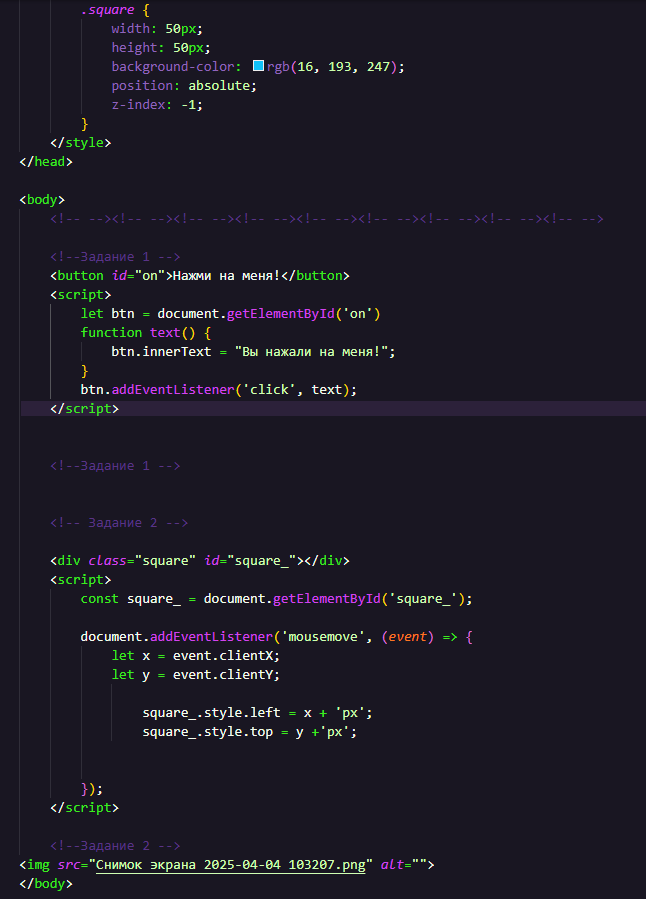 .square {
width: 50px;
height: 50px;
background-color: rgb(16, 193, 247);
position: absolute;
z-index: -1;
}
</style>
</head>
<body>
<!-- --><!-- --><!-- --><!-- --><!-- --><!-- --><!-- --><!-- --><!-- -->
<!--Задание 1 -->
<button id="on">Нажми на меня!</button>
<script>
let btn = document.getElementById('on')
function text() {
btn.innerText = "Вы нажали на меня!";
}
btn.addEventListener('click', text);
</script>
<!--Задание 1 -->
<!-- Задание 2 -->
<div class="square" id="square_"></div>
<script>
const square_ = document.getElementById('square_');
document.addEventListener('mousemove', (event) => {
let x = event.clientX;
let y = event.clientY;
square_.style.left = x + 'px';
square_.style.top = y +'px';
});
</script>
<!--Задание 2 -->
<img src="Снимок экрана 2025-04-04 103207.png" alt="">
</body>